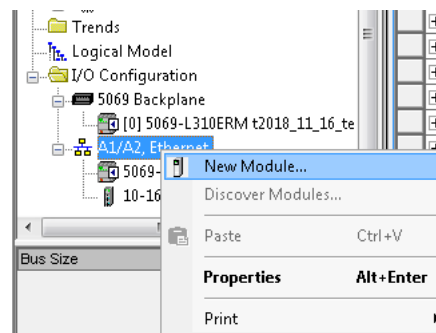 Trends
Logical Model
I/O Configuration
5069 Backplane
[0] 5069-L310ERM t2018_11_16_te
A1/A2, Ethernet
New Module...
5069-
Discover Modules...
10-16
Paste Ctrl+V
Bus Size
Properties Alt+Enter
Print